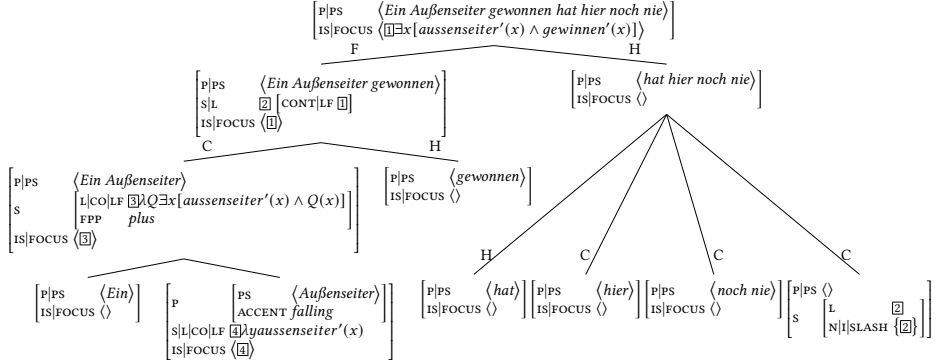 P|PS ⟨Ein Außenseiter gewonnen hat hier noch nie⟩
IS|FOCUS ⟨1∃x[aussenseiter′(x) ∧ gewinnen′(x)]⟩
F H
P|PS ⟨Ein Außenseiter gewonnen⟩
S|L 2 [CONT|LF 1]
IS|FOCUS ⟨1⟩
P|PS ⟨hat hier noch nie⟩
IS|FOCUS ⟨⟩
C H
P|PS ⟨Ein Außenseiter⟩
S [L|CO|LF 3λQ∃x[aussenseiter′(x) ∧ Q(x)]
FPP plus]
IS|FOCUS ⟨3⟩
P|PS ⟨gewonnen⟩
IS|FOCUS ⟨⟩
H C C C
P|PS ⟨Ein⟩
IS|FOCUS ⟨⟩
P [PS ⟨Außenseiter⟩
ACCENT falling]
S|L|CO|LF 4λyaussenseiter′(x)
IS|FOCUS ⟨4⟩
P|PS ⟨hat⟩
IS|FOCUS ⟨⟩
P|PS ⟨hier⟩
IS|FOCUS ⟨⟩
P|PS ⟨noch nie⟩
IS|FOCUS ⟨⟩
P|PS ⟨⟩
S [L 2
N|I|SLASH {2}]